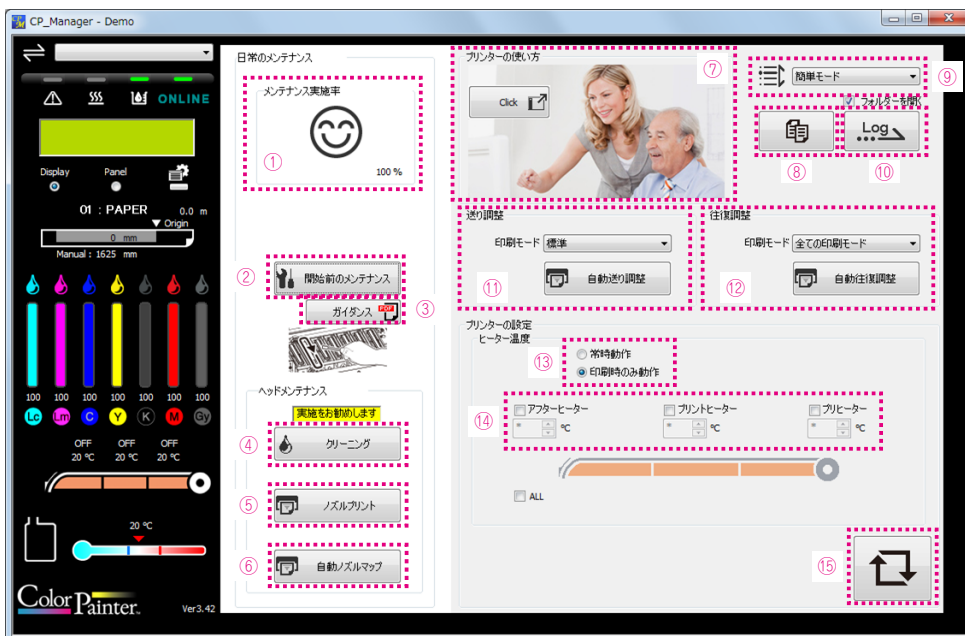 CP_Manager - Demo
ONLINE
Display
Panel
01 : PAPER
0.0 m
Origin
0 mm
Manual : 1625 mm
100 100 100 100 100 100 100
Lc Lm C Y K M Gy
OFF OFF OFF
20 ℃ 20 ℃ 20 ℃
20 ℃
Color Painter.
Ver3.42
日常のメンテナンス
メンテナンス実施率
①
100 %
②
開始前のメンテナンス
ガイダンス
PDF
③
ヘッドメンテナンス
実施をお勧めします
④
クリーニング
⑤
ノズルプリント
⑥
自動ノズルマップ
プリンターの使い方
⑦
Click
簡単モード
⑨
フォルダーを開く
Log
⑧
⑩
送り調整
印刷モード 標準
⑪
自動送り調整
往復調整
印刷モード 全ての印刷モード
⑫
自動往復調整
プリンターの設定
ヒーター温度
⑬
常時動作
印刷時のみ動作
⑭
アフターヒーター
プリントヒーター
プリヒーター
* ℃
* ℃
* ℃
ALL
⑮